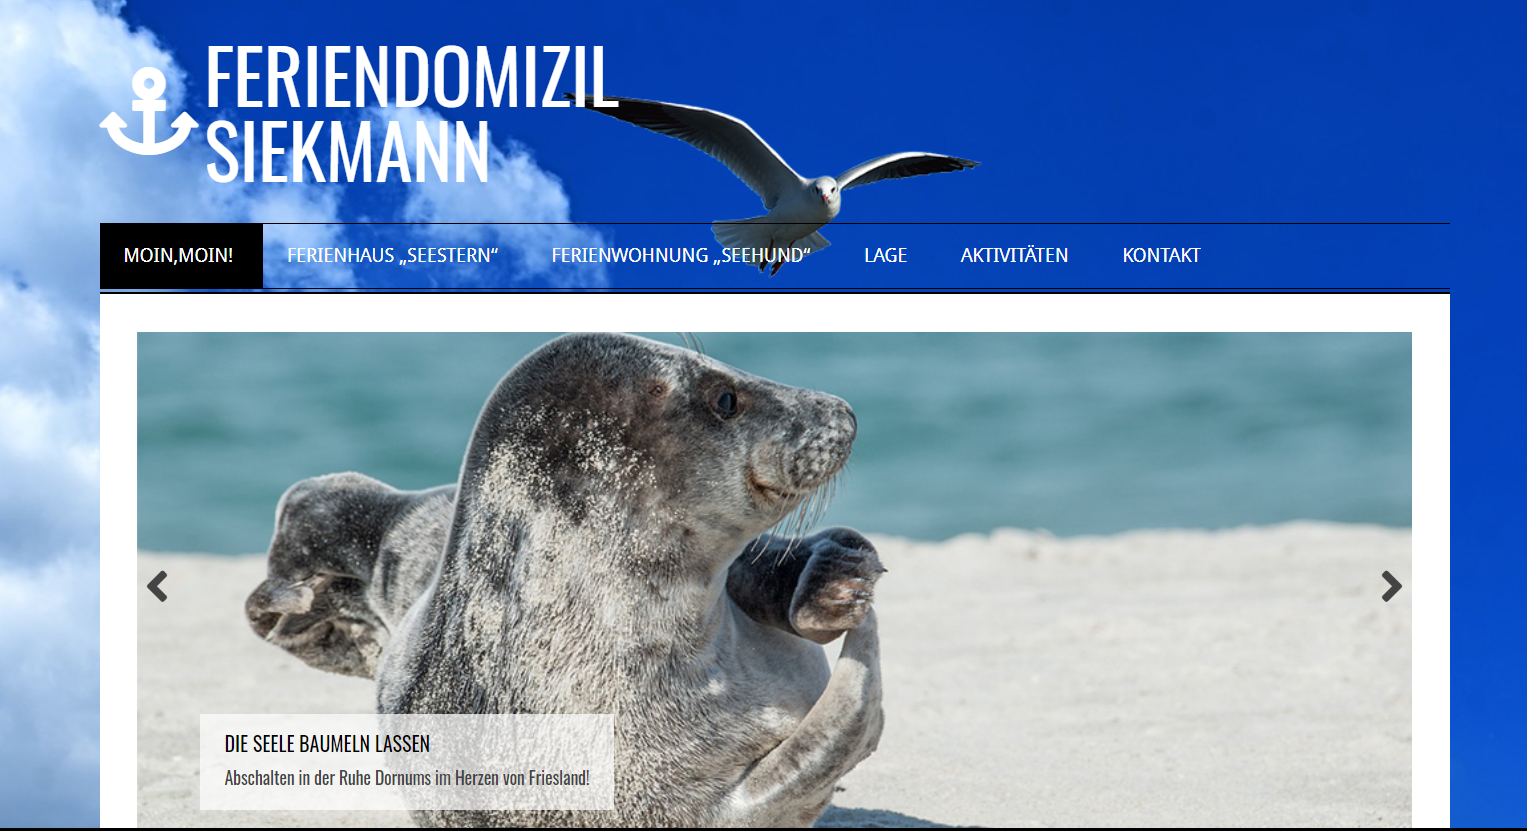 FERIENDOMIZIL
SIEKMANN
MOIN,MOIN! FERIENHAUS „SEESTERN“ FERIENWOHNUNG „SEEHUND“ LAGE AKTIVITÄTEN KONTAKT
DIE SEELE BAUMELN LASSEN
Abschalten in der Ruhe Dornums im Herzen von Friesland!